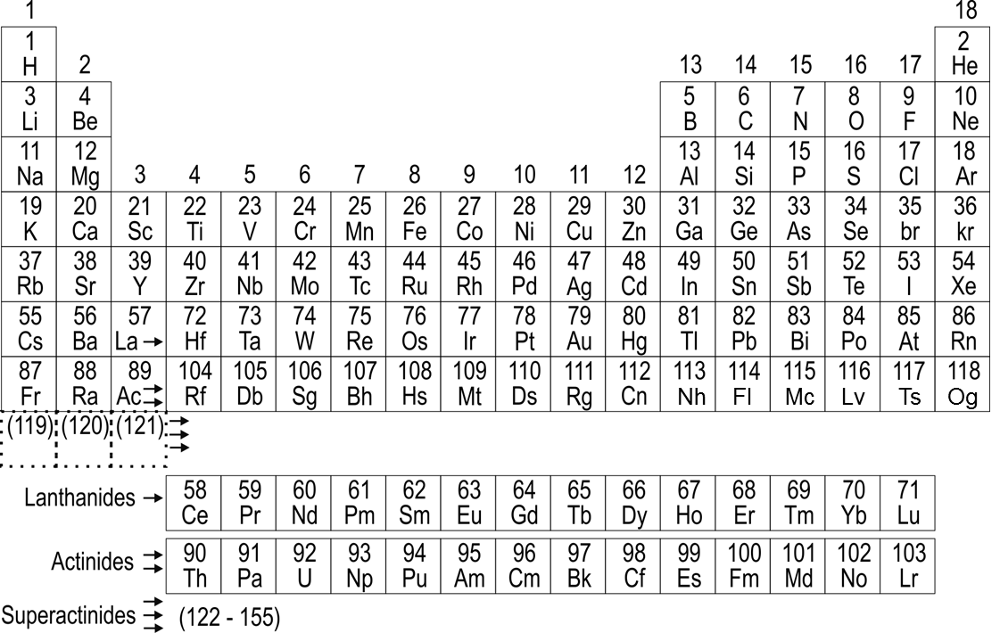 1 18
1 2
H 2 13 14 15 16 17 He
3 4 5 6 7 8 9 10
Li Be B C N O F Ne
11 12 13 14 15 16 17 18
Na Mg 3 4 5 6 7 8 9 10 11 12 Al Si P S Cl Ar
19 20 21 22 23 24 25 26 27 28 29 30 31 32 33 34 35 36
K Ca Sc Ti V Cr Mn Fe Co Ni Cu Zn Ga Ge As Se br kr
37 38 39 40 41 42 43 44 45 46 47 48 49 50 51 52 53 54
Rb Sr Y Zr Nb Mo Tc Ru Rh Pd Ag Cd In Sn Sb Te I Xe
55 56 57 72 73 74 75 76 77 78 79 80 81 82 83 84 85 86
Cs Ba La → Hf Ta W Re Os Ir Pt Au Hg Tl Pb Bi Po At Rn
87 88 89 104 105 106 107 108 109 110 111 112 113 114 115 116 117 118
Fr Ra Ac Rf Db Sg Bh Hs Mt Ds Rg Cn Nh Fl Mc Lv Ts Og
(119) (120) (121)
58 59 60 61 62 63 64 65 66 67 68 69 70 71
Lanthanides →
Ce Pr Nd Pm Sm Eu Gd Tb Dy Ho Er Tm Yb Lu
90 91 92 93 94 95 96 97 98 99 100 101 102 103
Actinides
Th Pa U Np Pu Am Cm Bk Cf Es Fm Md No Lr
Superactinides (122 - 155)